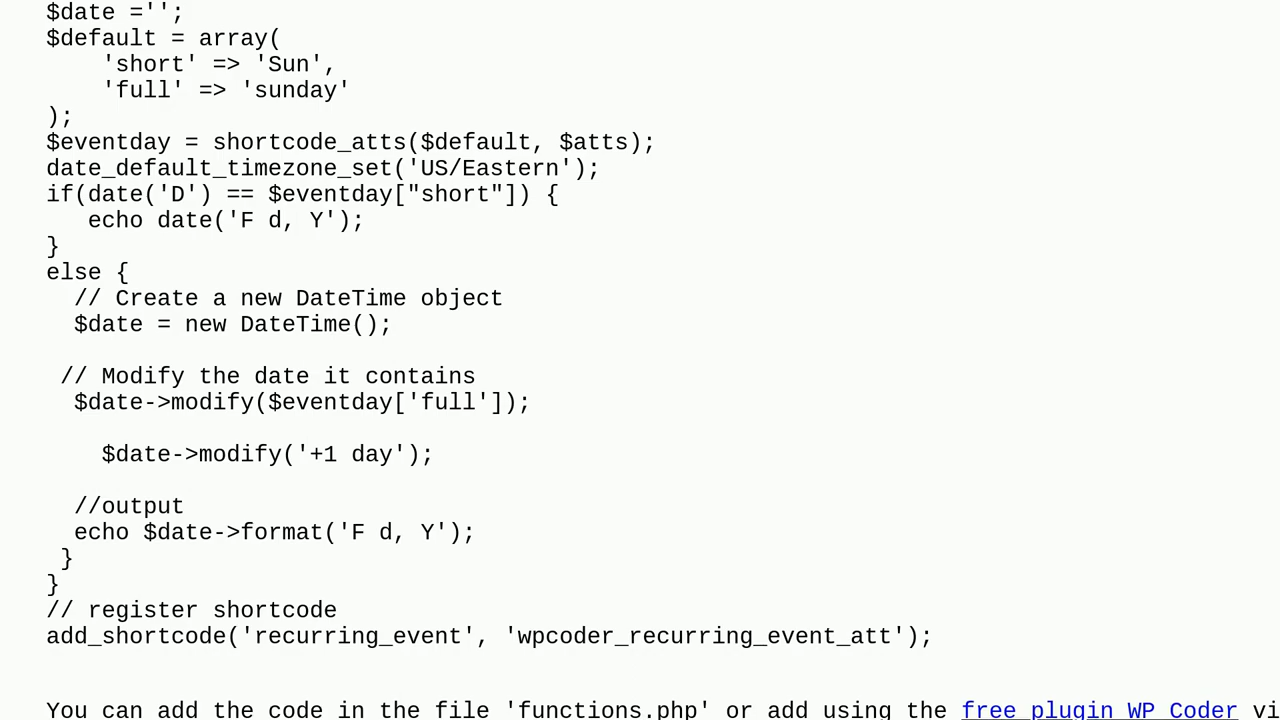 $date ='';
$default = array(
'short' => 'Sun',
'full' => 'sunday'
);
$eventday = shortcode_atts($default, $atts);
date_default_timezone_set('US/Eastern');
if(date('D') == $eventday["short"]) {
echo date('F d, Y');
}
else {
// Create a new DateTime object
$date = new DateTime();
// Modify the date it contains
$date->modify($eventday['full']);
$date->modify('+1 day');
//output
echo $date->format('F d, Y');
}
}
// register shortcode
add_shortcode('recurring_event', 'wpcoder_recurring_event_att');
You can add the code in the file 'functions.php' or add using the free plugin WP Coder vi